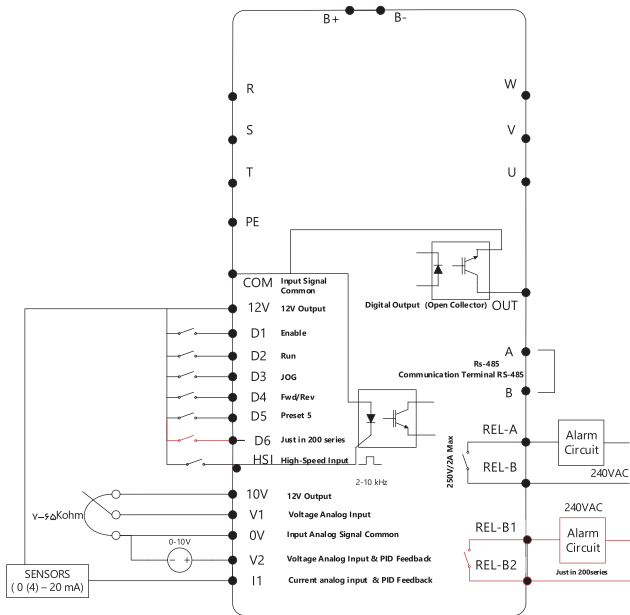 B+ B-
R
S
T
PE
W
V
U
COM Input Signal
Common
12V 12V Output
D1 Enable
D2 Run
D3 JOG
D4 Fwd/Rev
D5 Preset 5
D6 Just in 200 series
HSI High-Speed Input
2-10 kHz
Digital Output (Open Collector) OUT
A
Rs-485
Communication Terminal RS-485
B
REL-A
REL-B
250V/2A Max
Alarm
Circuit
240VAC
10V 12V Output
V1 Voltage Analog Input
0V Input Analog Signal Common
V2 Voltage Analog Input & PID Feedback
I1 Current analog input & PID Feedback
۷-۶۵Kohm
0-10V
SENSORS
( 0 (4) – 20 mA)
REL-B1
REL-B2
240VAC
Alarm
Circuit
Just in 200series